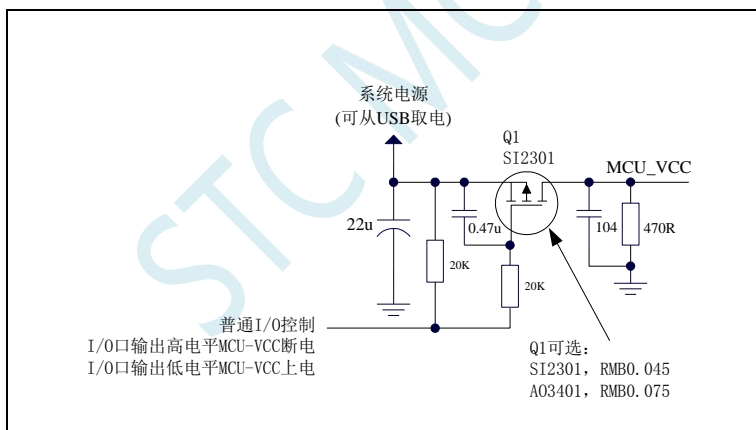 STC MC
系统电源
(可从USB取电)
Q1
SI2301
MCU_VCC
22u
0.47u
104
470R
20K
20K
普通I/O控制
I/O口输出高电平MCU-VCC断电
I/O口输出低电平MCU-VCC上电
Q1可选：
SI2301，RMB0.045
AO3401，RMB0.075